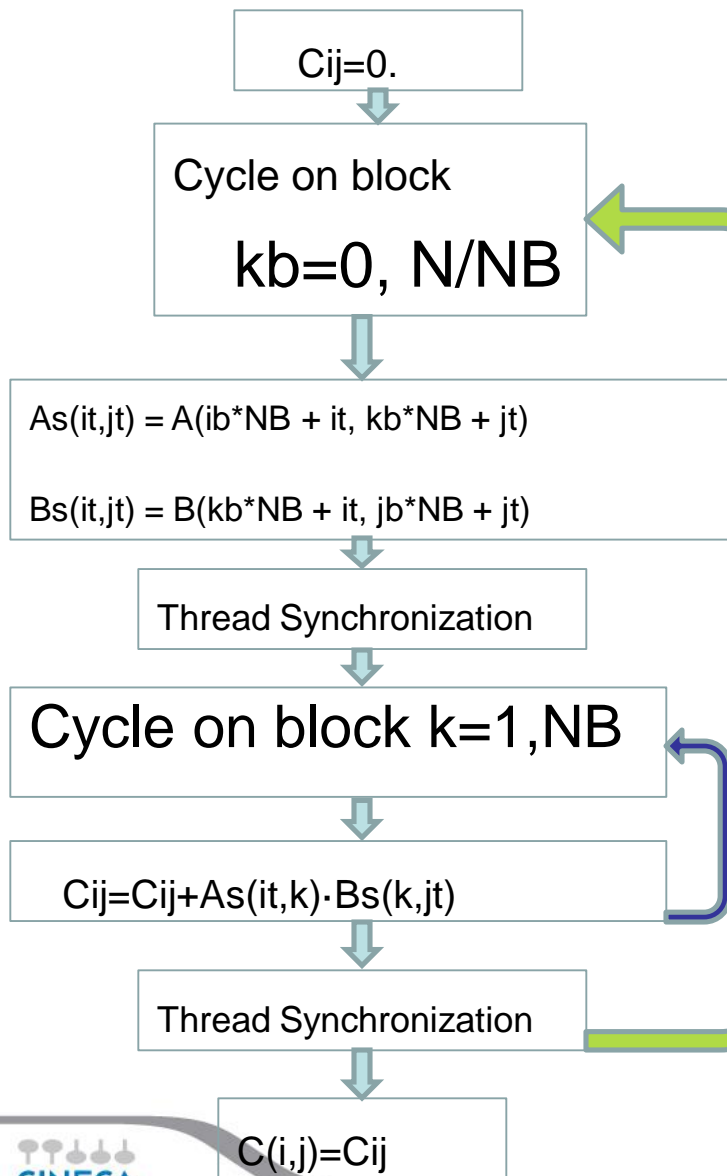 Cij=0.
Cycle on block
kb=0, N/NB
As(it,jt) = A(ib*NB + it, kb*NB + jt)
Bs(it,jt) = B(kb*NB + it, jb*NB + jt)
Thread Synchronization
Cycle on block k=1,NB
Cij=Cij+As(it,k)·Bs(k,jt)
Thread Synchronization
C(i,j)=Cij
CINECA